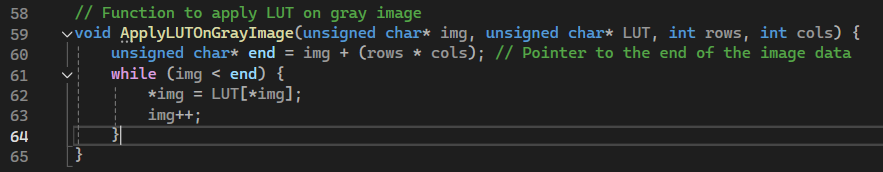 58 // Function to apply LUT on gray image
59 void ApplyLUTOnGrayImage(unsigned char* img, unsigned char* LUT, int rows, int cols) {
60 unsigned char* end = img + (rows * cols); // Pointer to the end of the image data
61 while (img < end) {
62 *img = LUT[*img];
63 img++;
64 }
65 }